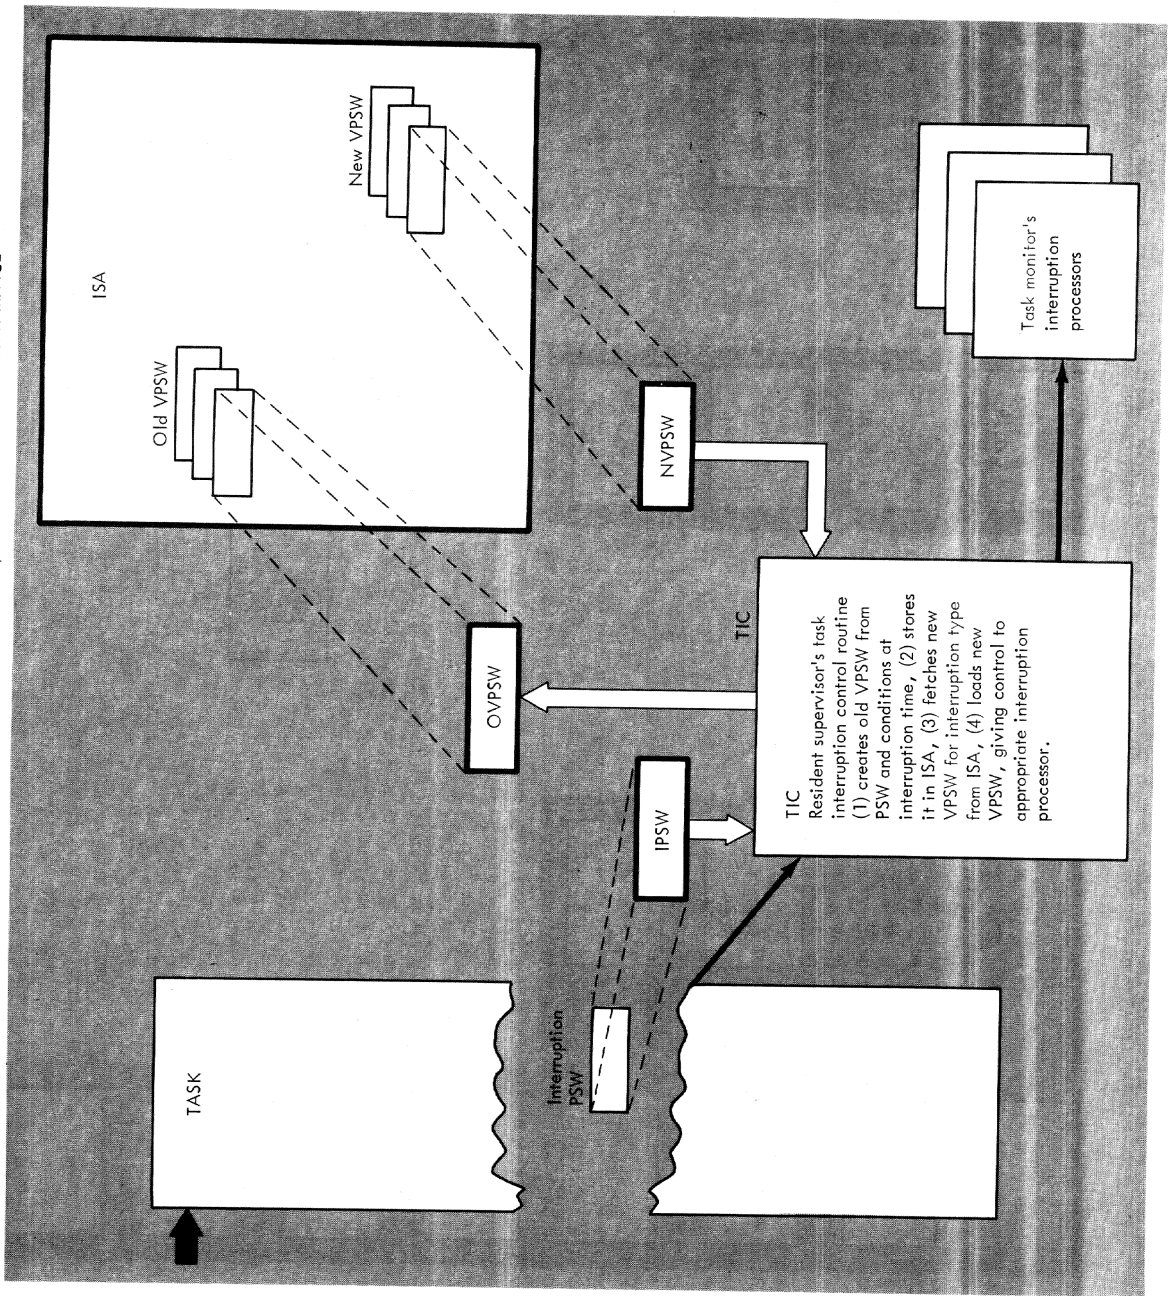 TASK
Interruption
PSW
IPSW
OVPSW
NVPSW
Old VPSW
ISA
New VPSW
TIC
TIC
Resident supervisor's task
interruption control routine
(1) creates old VPSW from
PSW and conditions at
interruption time, (2) stores
it in ISA, (3) fetches new
VPSW for interruption type
from ISA, (4) loads new
VPSW, giving control to
appropriate interruption
processor.
Task monitor's
interruption
processors